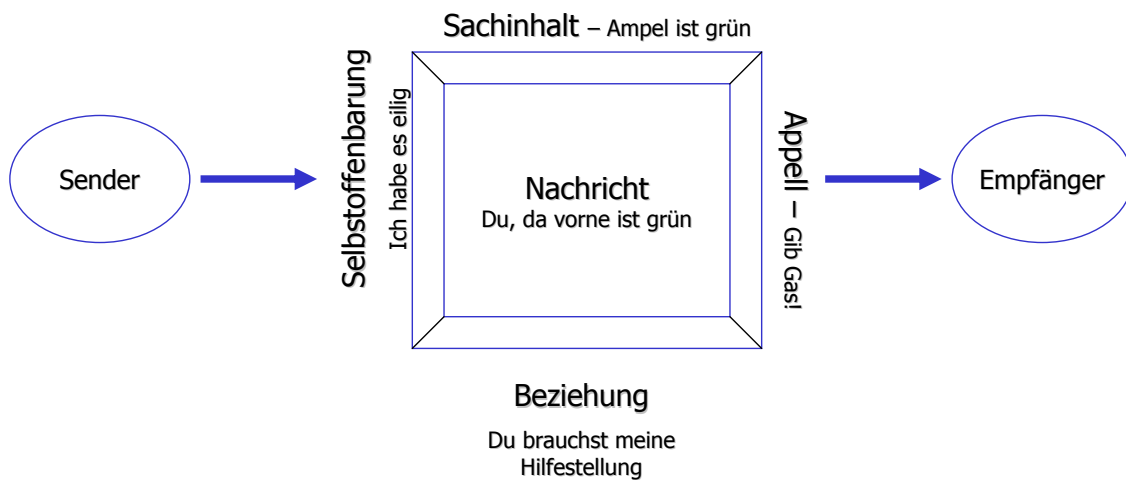 Sachinhalt – Ampel ist grün
Sender
Selbstoffenbarung
Ich habe es eilig
Nachricht
Du, da vorne ist grün
Appell – Gib Gas!
Empfänger
Beziehung
Du brauchst meine
Hilfestellung